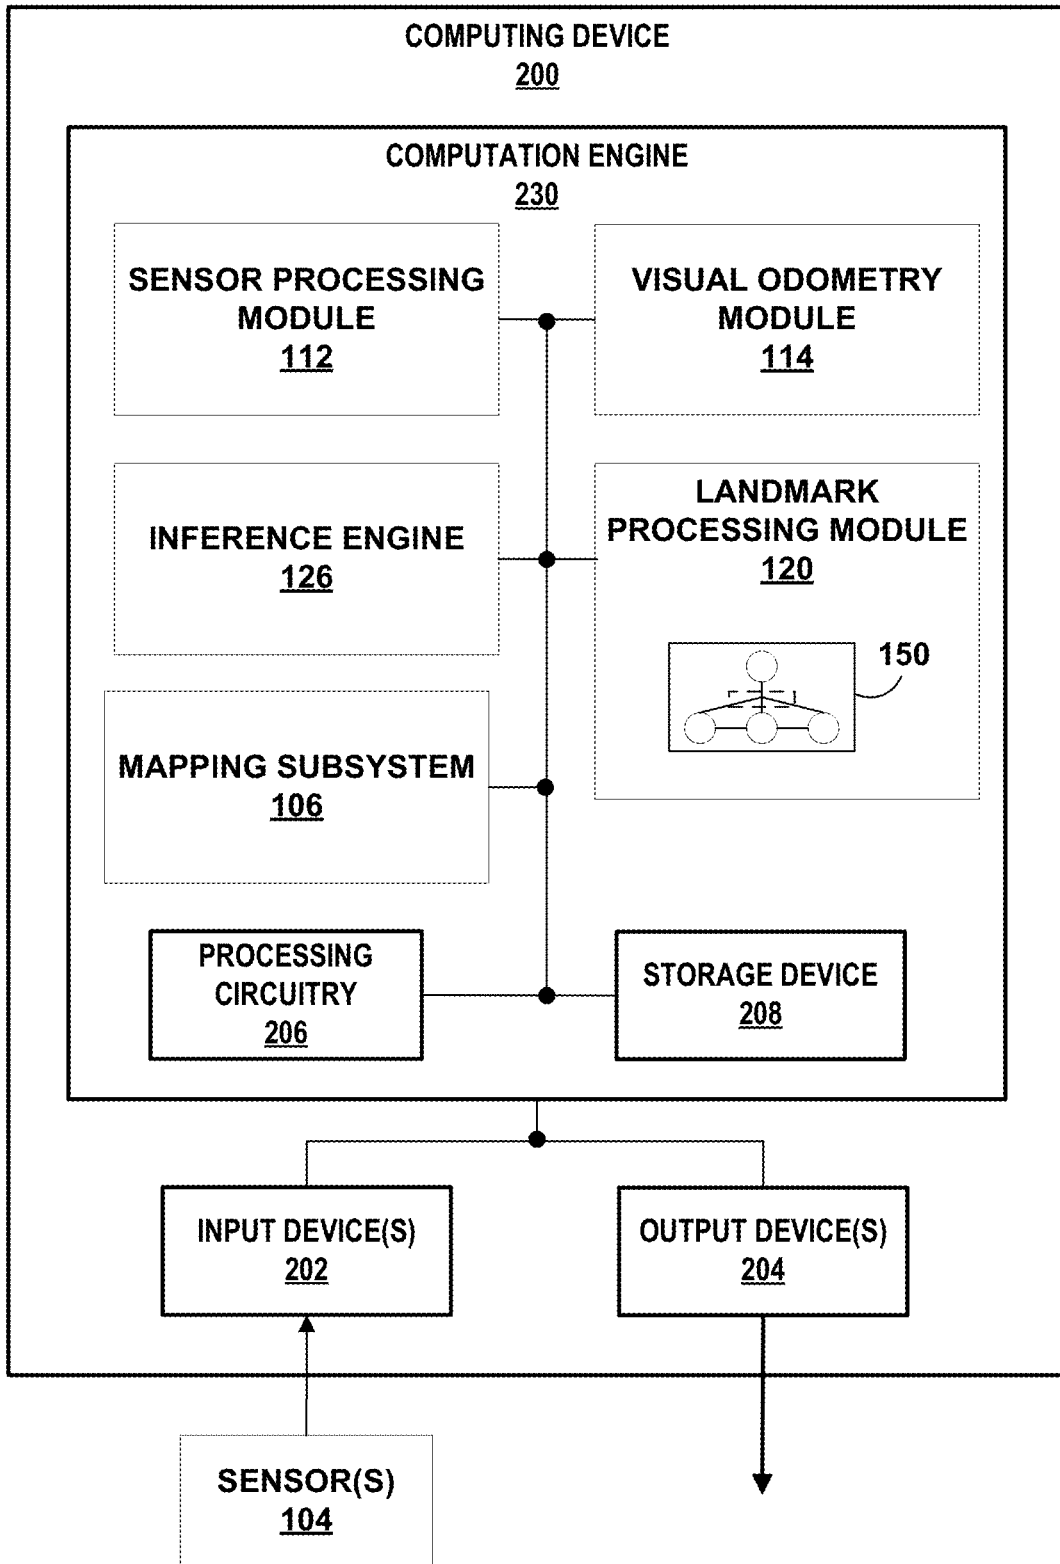 COMPUTING DEVICE
200
COMPUTATION ENGINE
230
SENSOR PROCESSING
MODULE
112
VISUAL ODOMETRY
MODULE
114
INFERENCE ENGINE
126
LANDMARK
PROCESSING MODULE
120
150
MAPPING SUBSYSTEM
106
PROCESSING
CIRCUITRY
206
STORAGE DEVICE
208
INPUT DEVICE(S)
202
OUTPUT DEVICE(S)
204
SENSOR(S)
104